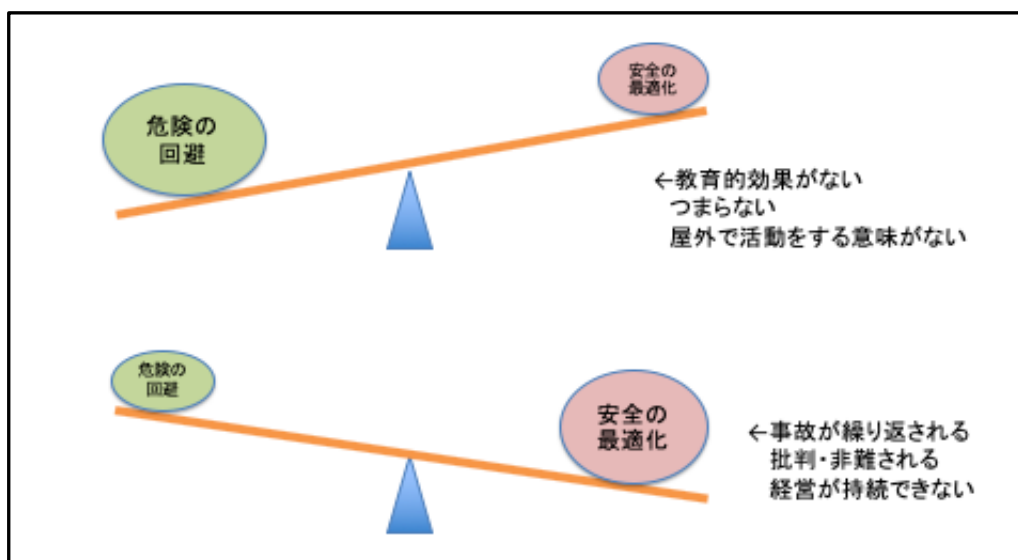 安全の
最適化
危険の
回避
←教育的効果がない
つまらない
屋外で活動をする意味がない
危険の
回避
安全の
最適化
←事故が繰り返される
批判・非難される
経営が持続できない